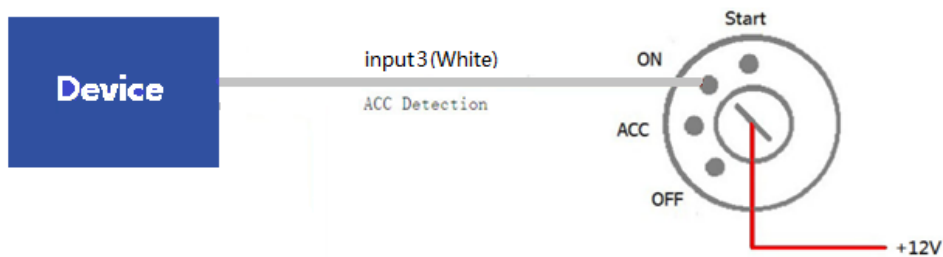 Start
input3(White)
ON
Device
ACC Detection
ACC
OFF
+12V